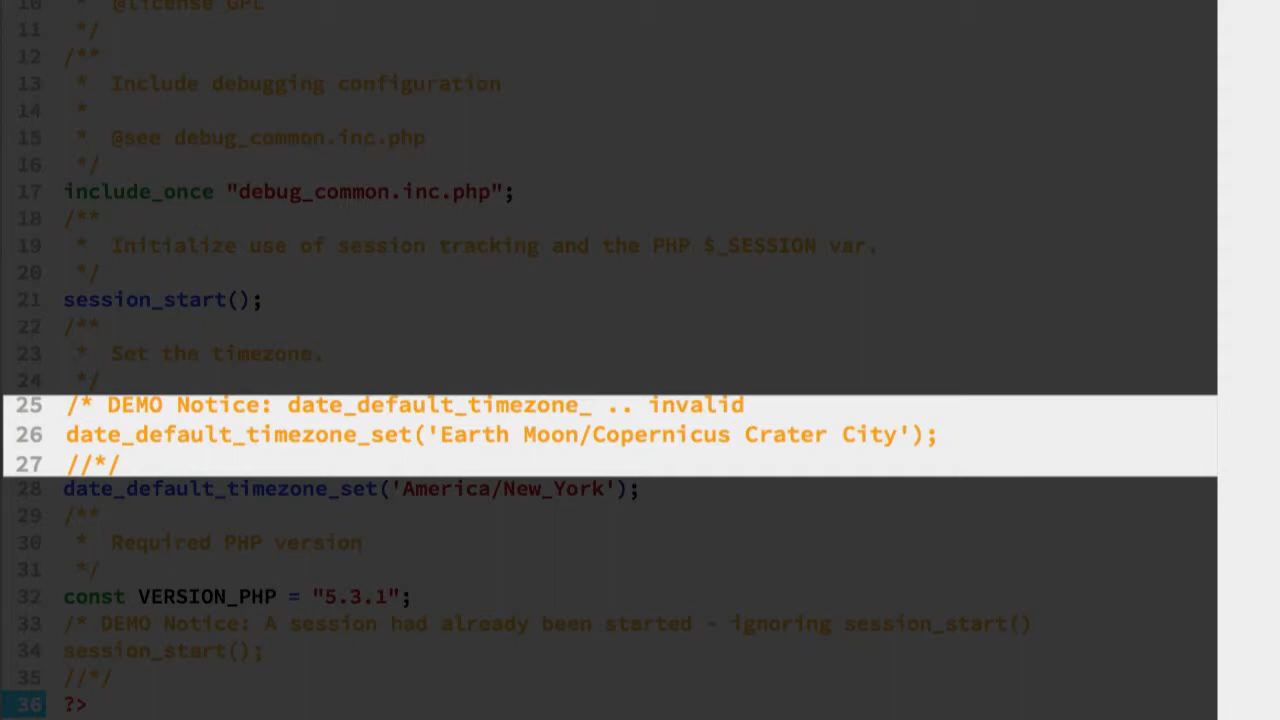 10 * @license GPL
11 */
12 /**
13 * Include debugging configuration
14 *
15 * @see debug_common.inc.php
16 */
17 include_once "debug_common.inc.php";
18 /**
19 * Initialize use of session tracking and the PHP $_SESSION var.
20 */
21 session_start();
22 /**
23 * Set the timezone.
24 */
25 /* DEMO Notice: date_default_timezone_ .. invalid
26 date_default_timezone_set('Earth Moon/Copernicus Crater City');
27 //*/
28 date_default_timezone_set('America/New_York');
29 /**
30 * Required PHP version
31 */
32 const VERSION_PHP = "5.3.1";
33 /* DEMO Notice: A session had already been started - ignoring session_start()
34 session_start();
35 //*/
36 ?>